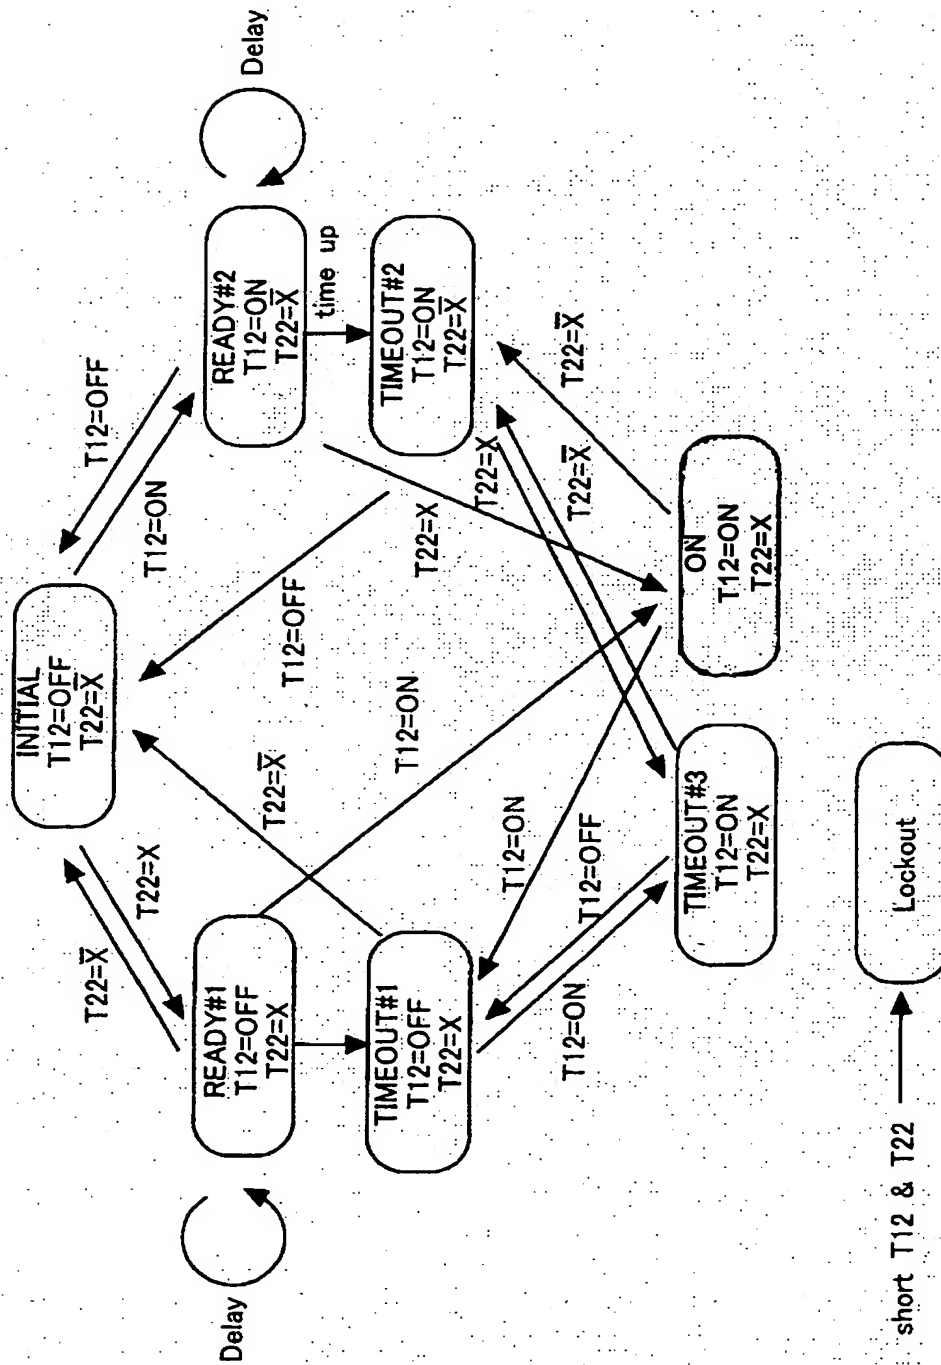 INITIAL
T12=OFF
T22=X̅
T22=X̅
T22=X
T12=OFF
T12=ON
Delay
READY#1
T12=OFF
T22=X
READY#2
T12=ON
T22=X̅
Delay
time up
T22=X̅
T12=OFF
TIMEOUT#1
T12=OFF
T22=X
TIMEOUT#2
T12=ON
T22=X̅
T12=ON
T22=X
T22=X
T22=X̅
T22=X̅
T12=ON
T12=OFF
T12=ON
TIMEOUT#3
T12=ON
T22=X
ON
T12=ON
T22=X
short T12 & T22
Lockout